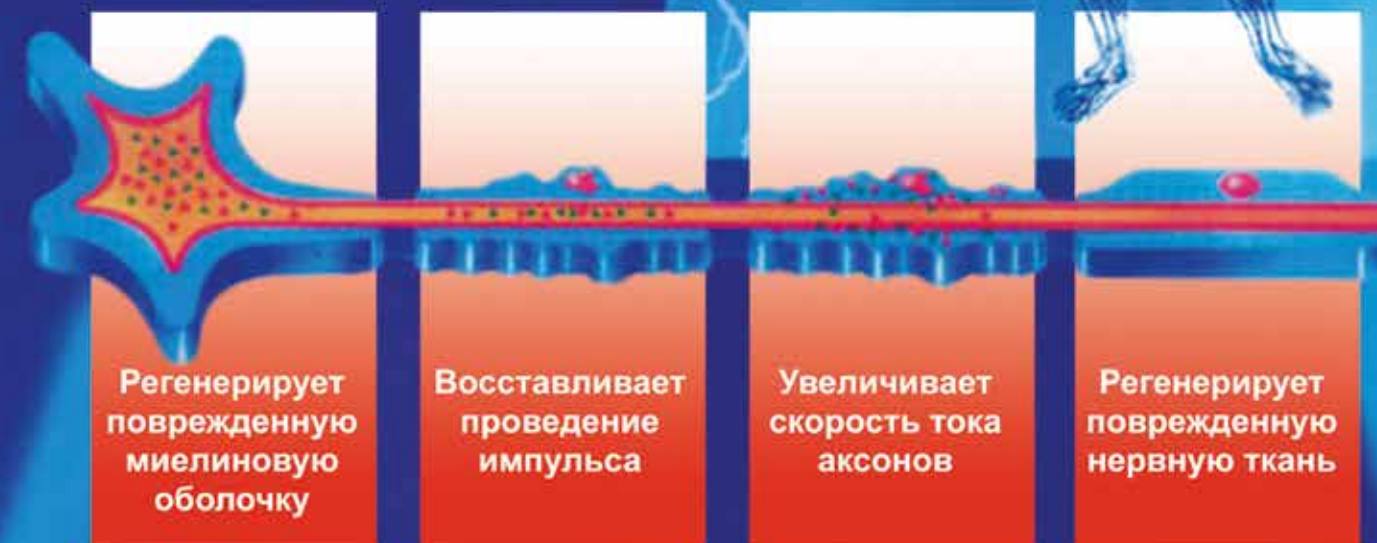 Регенерирует
поврежденную
миелиновую
оболочку
Восставливает
проведение
импульса
Увеличивает
скорость тока
аксонов
Регенерирует
поврежденную
нервную ткань